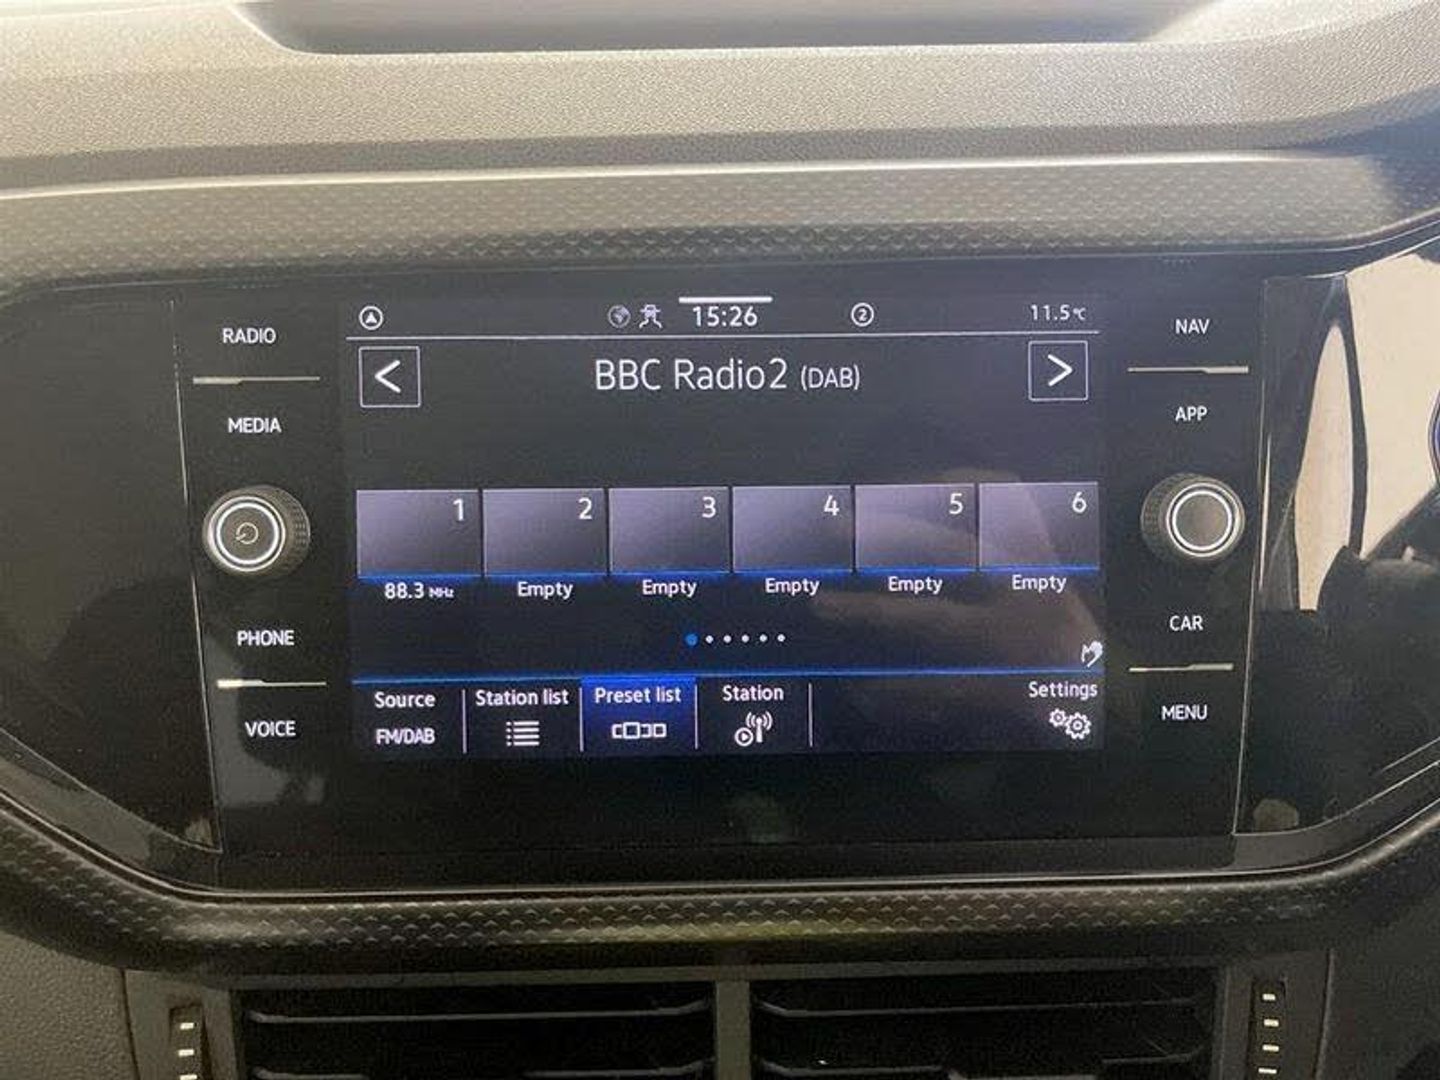 RADIO
MEDIA
PHONE
VOICE
15:26
2
11.5°C
BBC Radio2 (DAB)
1 2 3 4 5 6
88.3 MHz Empty Empty Empty Empty Empty
Source Station list Preset list Station Settings
FM/DAB
NAV
APP
CAR
MENU